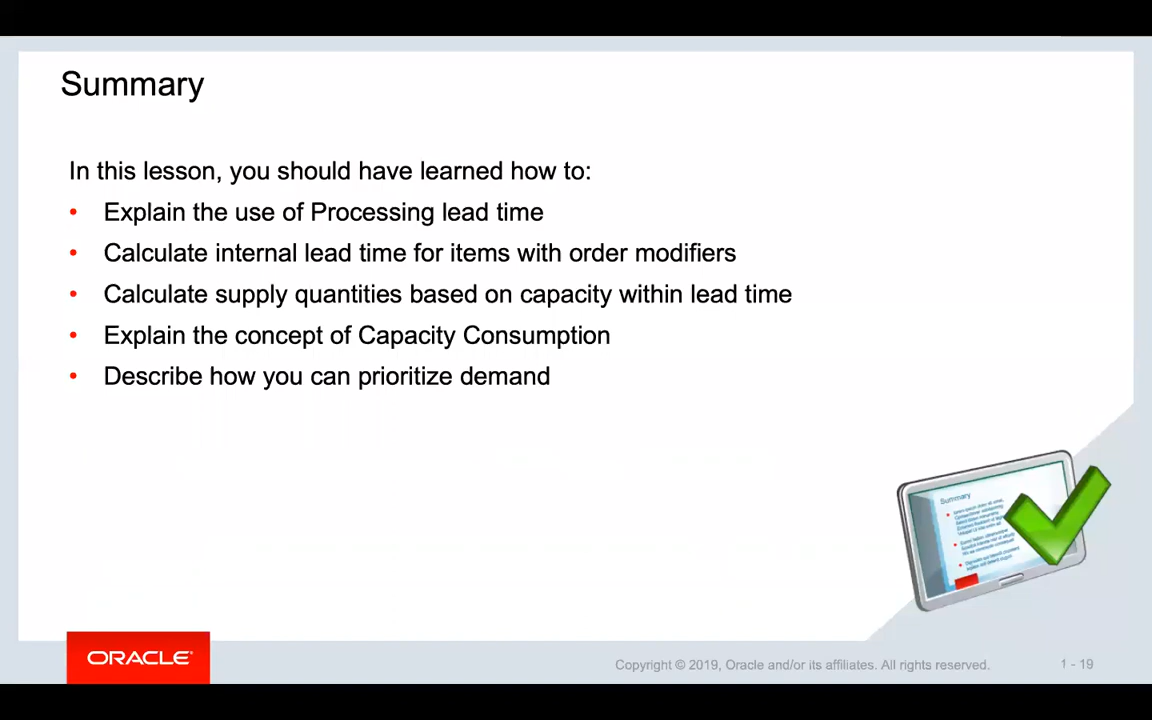 Summary
In this lesson, you should have learned how to:
• Explain the use of Processing lead time
• Calculate internal lead time for items with order modifiers
• Calculate supply quantities based on capacity within lead time
• Explain the concept of Capacity Consumption
• Describe how you can prioritize demand
Summary
ORACLE®
Copyright © 2019, Oracle and/or its affiliates. All rights reserved.
1 - 19